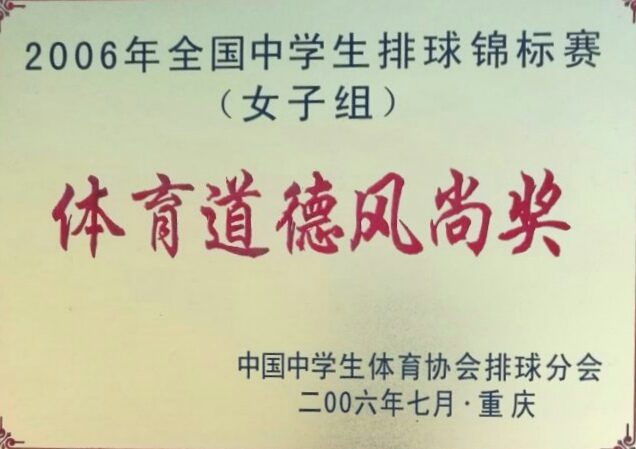 2006年全国中学生排球锦标赛
（女子组）
体育道德风尚奖
中国中学生体育协会排球分会
二00六年七月·重庆